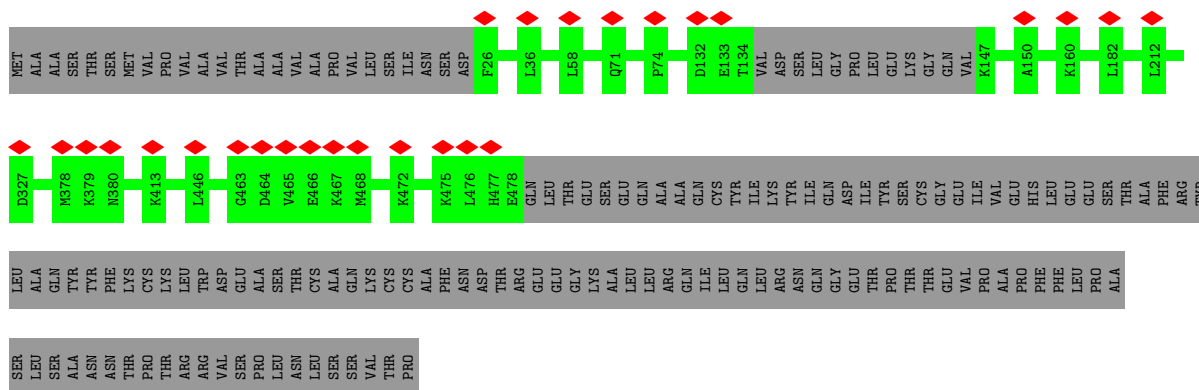 MET ALA ALA SER THR SER MET VAL PRO VAL ALA VAL THR ALA ALA VAL ALA PRO VAL LEU SER ILE ASN SER ASP F26 L36 L58 Q71 P74 D132 E133 T134 VAL ASP SER LEU GLY PRO LEU GLU LYS GLY GLN VAL K147 A150 K160 L182 L212
D327 M378 K379 N380 K413 L446 G463 D464 V465 E466 K467 M468 K472 K475 L476 H477 E478 GLN LEU THR GLU SER GLU GLN ALA ALA GLN CYS TYR ILE LYS TYR ILE GLN ASP ILE TYR SER CYS GLY GLU ILE VAL GLU HIS LEU GLU GLU SER THR ALA PHE ARG TYR
LEU ALA GLN TYR TYR PHE LYS CYS LYS LEU TRP ASP GLU ALA SER THR CYS ALA GLN LYS CYS CYS ALA PHE ASN ASP THR ARG GLU GLU GLY LYS ALA LEU LEU ARG GLN ILE LEU GLN LEU ARG ASN GLN GLY GLU THR PRO THR THR GLU VAL PRO ALA PRO PHE PHE LEU PRO ALA
SER LEU SER ALA ASN ASN THR PRO THR ARG ARG VAL SER PRO LEU ASN LEU SER SER VAL THR PRO